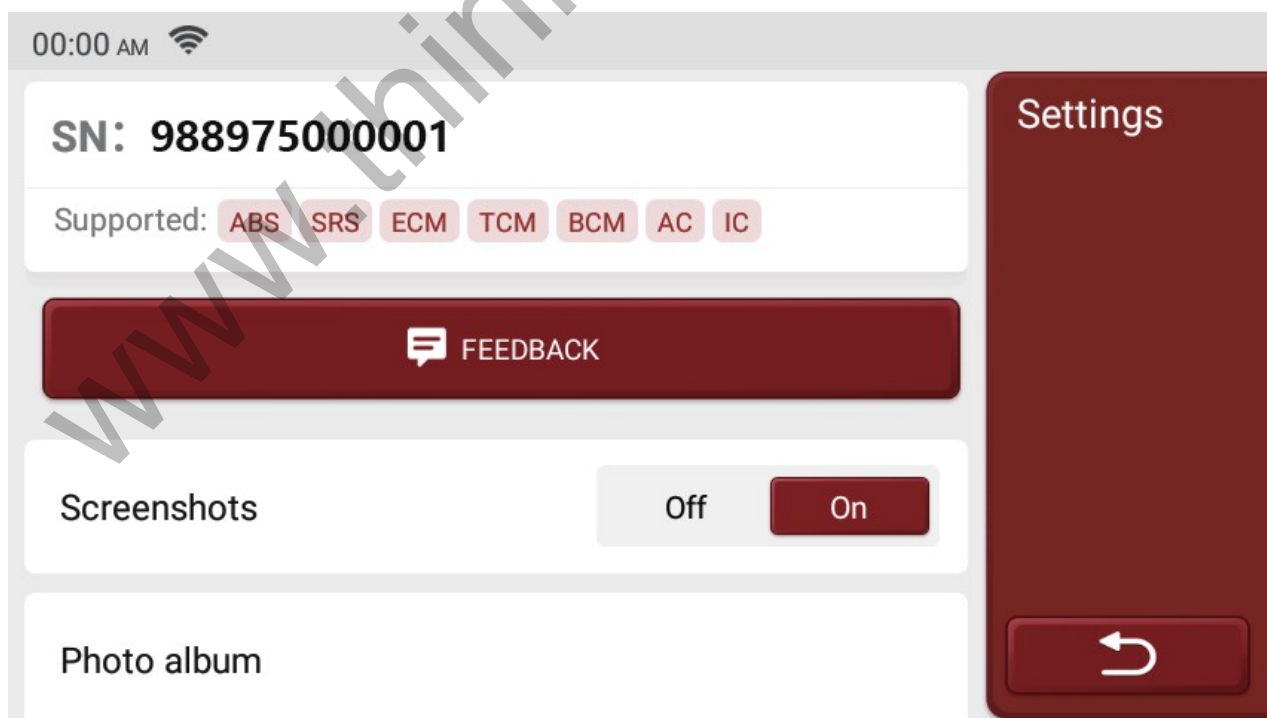 00:00 AM
SN: 988975000001
Supported: ABS SRS ECM TCM BCM AC IC
FEEDBACK
Screenshots Off On
Photo album
Settings